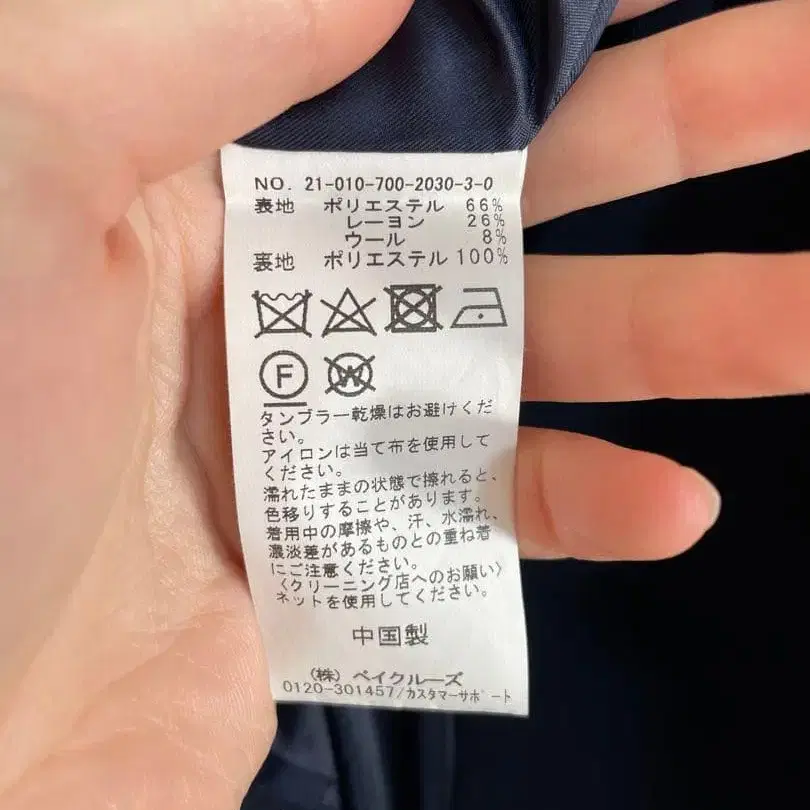 NO. 21-010-700-2030-3-0
表地 ポリエステル 66%
レーヨン 26%
ウール 8%
裏地 ポリエステル 100%
F W
タンブラー乾燥はお避けくだ
さい。
アイロンは当て布を使用して
ください。
濡れたままの状態で擦れると、
色移りすることがあります。
着用中の摩擦や、汗、水濡れ、
濃淡差があるものとの重ね着
にご注意ください。
〈クリーニング店へのお願い〉
ネットを使用してください。
中国製
(株) ベイクルーズ
0120-301457/カスタマーサポート